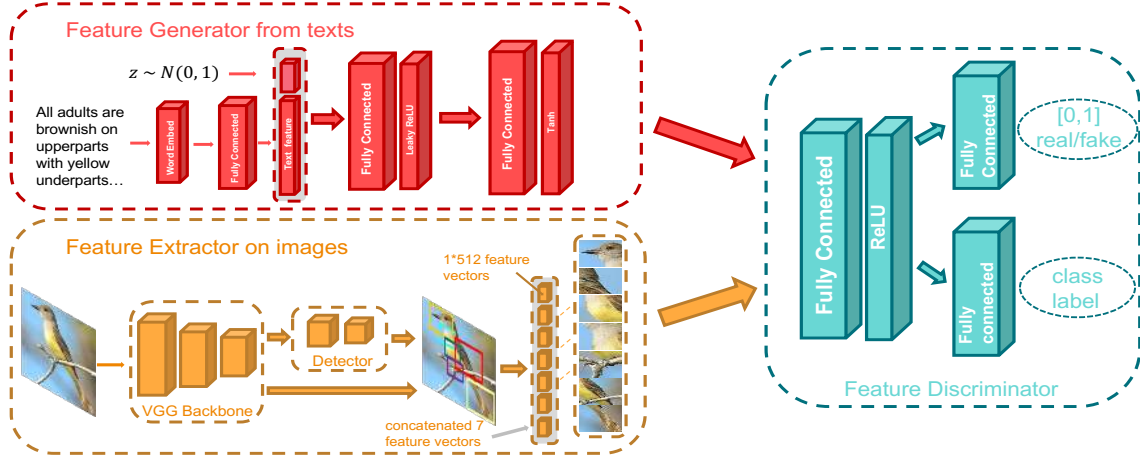 Feature Generator from texts
z ~ N(0, 1)
All adults are
brownish on
upperparts
with yellow
underparts…
Word Embed
Fully Connected
Text feature
Fully Connected
Leaky ReLU
Fully Connected
Tanh
Feature Extractor on images
VGG Backbone
Detector
1*512 feature
vectors
concatenated 7
feature vectors
Fully Connected
ReLU
Fully
Connected
[0,1]
real/fake
Fully
connected
class
label
Feature Discriminator